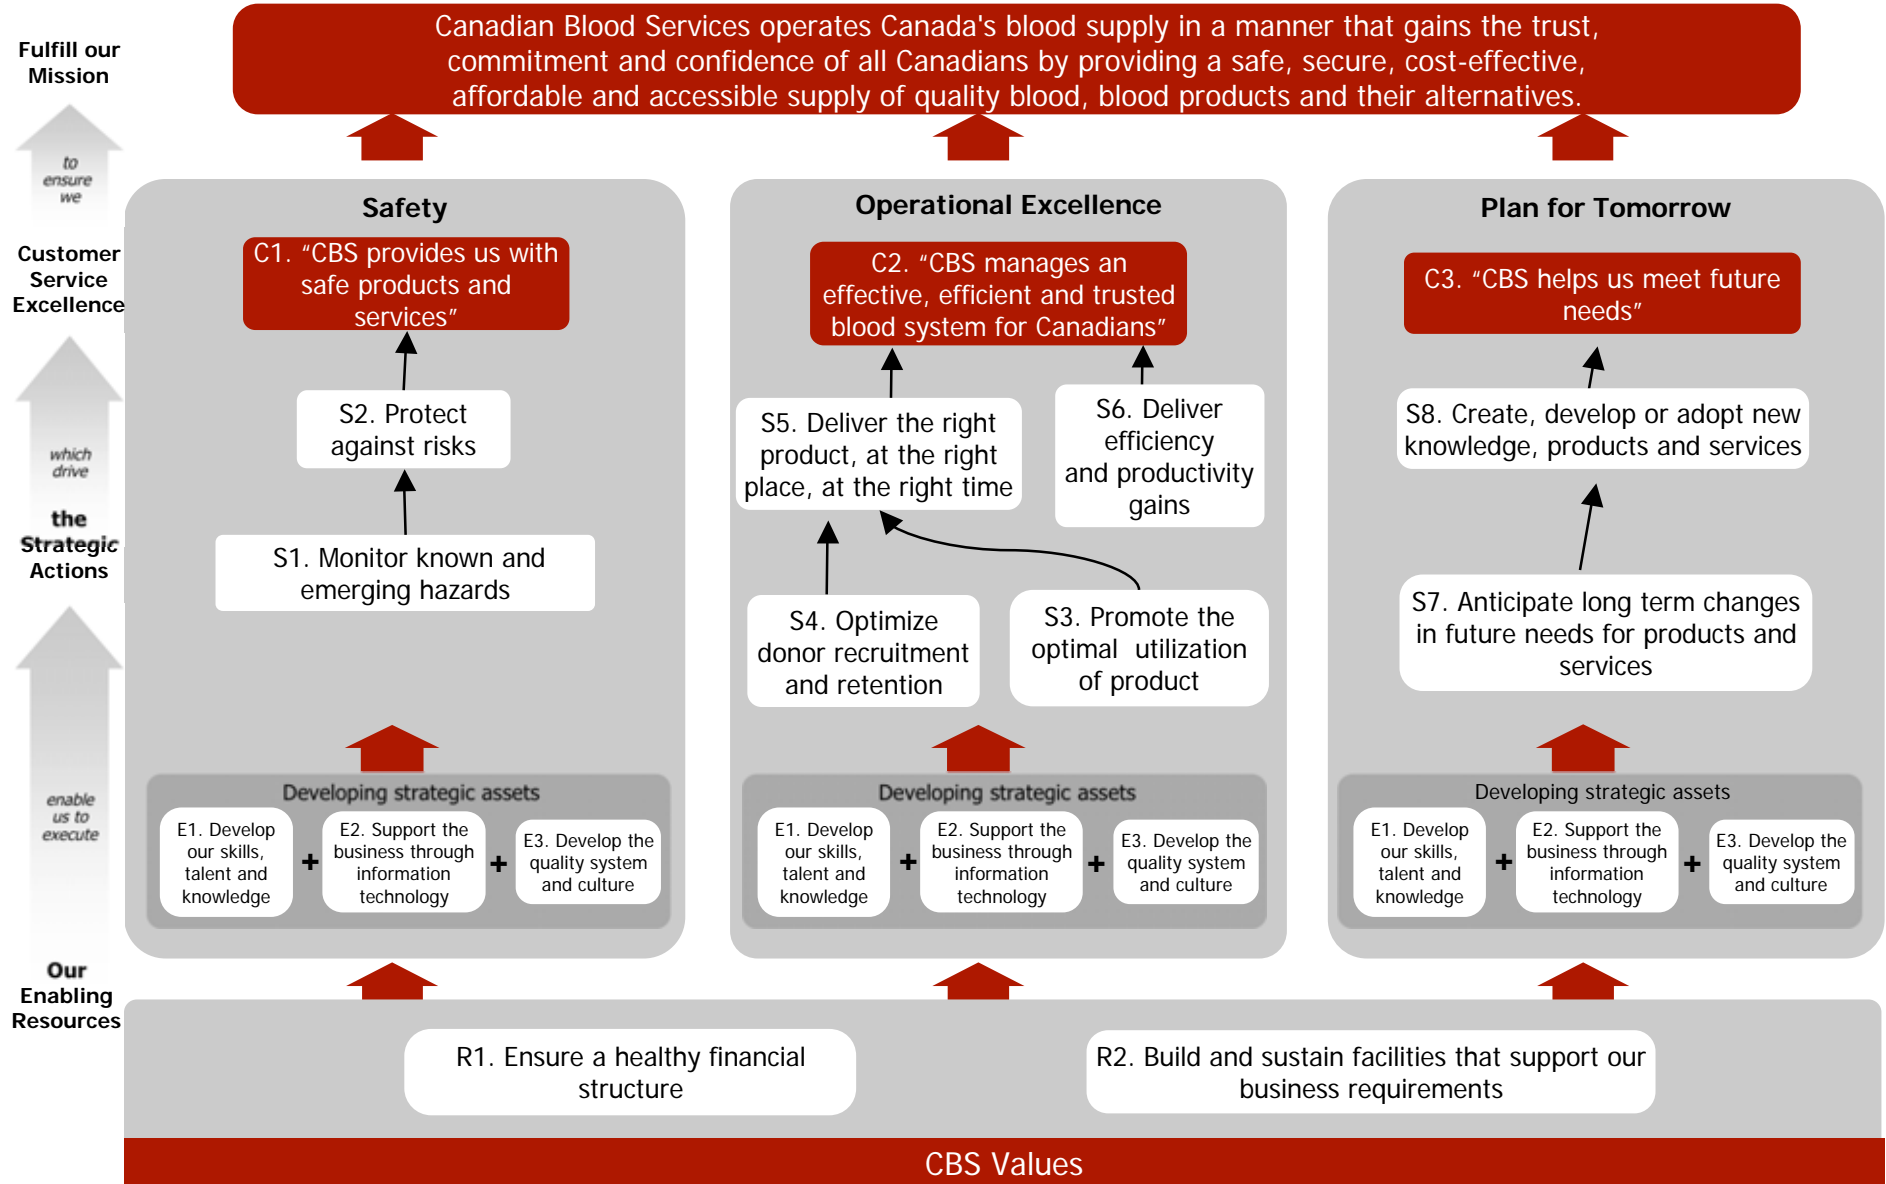 Fulfill our
Mission
to
ensure
we
Customer
Service
Excellence
which
drive
the
Strategic
Actions
enable
us to
execute
Our
Enabling
Resources
Canadian Blood Services operates Canada's blood supply in a manner that gains the trust,
commitment and confidence of all Canadians by providing a safe, secure, cost-effective,
affordable and accessible supply of quality blood, blood products and their alternatives.
Safety
C1. “CBS provides us with
safe products and
services”
S2. Protect
against risks
S1. Monitor known and
emerging hazards
Developing strategic assets
E1. Develop
our skills,
talent and
knowledge
+
E2. Support the
business through
information
technology
+
E3. Develop the
quality system
and culture
Operational Excellence
C2. “CBS manages an
effective, efficient and trusted
blood system for Canadians”
S5. Deliver the right
product, at the right
place, at the right time
S6. Deliver
efficiency
and productivity
gains
S4. Optimize
donor recruitment
and retention
S3. Promote the
optimal utilization
of product
Developing strategic assets
E1. Develop
our skills,
talent and
knowledge
+
E2. Support the
business through
information
technology
+
E3. Develop the
quality system
and culture
Plan for Tomorrow
C3. “CBS helps us meet future
needs”
S8. Create, develop or adopt new
knowledge, products and services
S7. Anticipate long term changes
in future needs for products and
services
Developing strategic assets
E1. Develop
our skills,
talent and
knowledge
+
E2. Support the
business through
information
technology
+
E3. Develop the
quality system
and culture
R1. Ensure a healthy financial
structure
R2. Build and sustain facilities that support our
business requirements
CBS Values